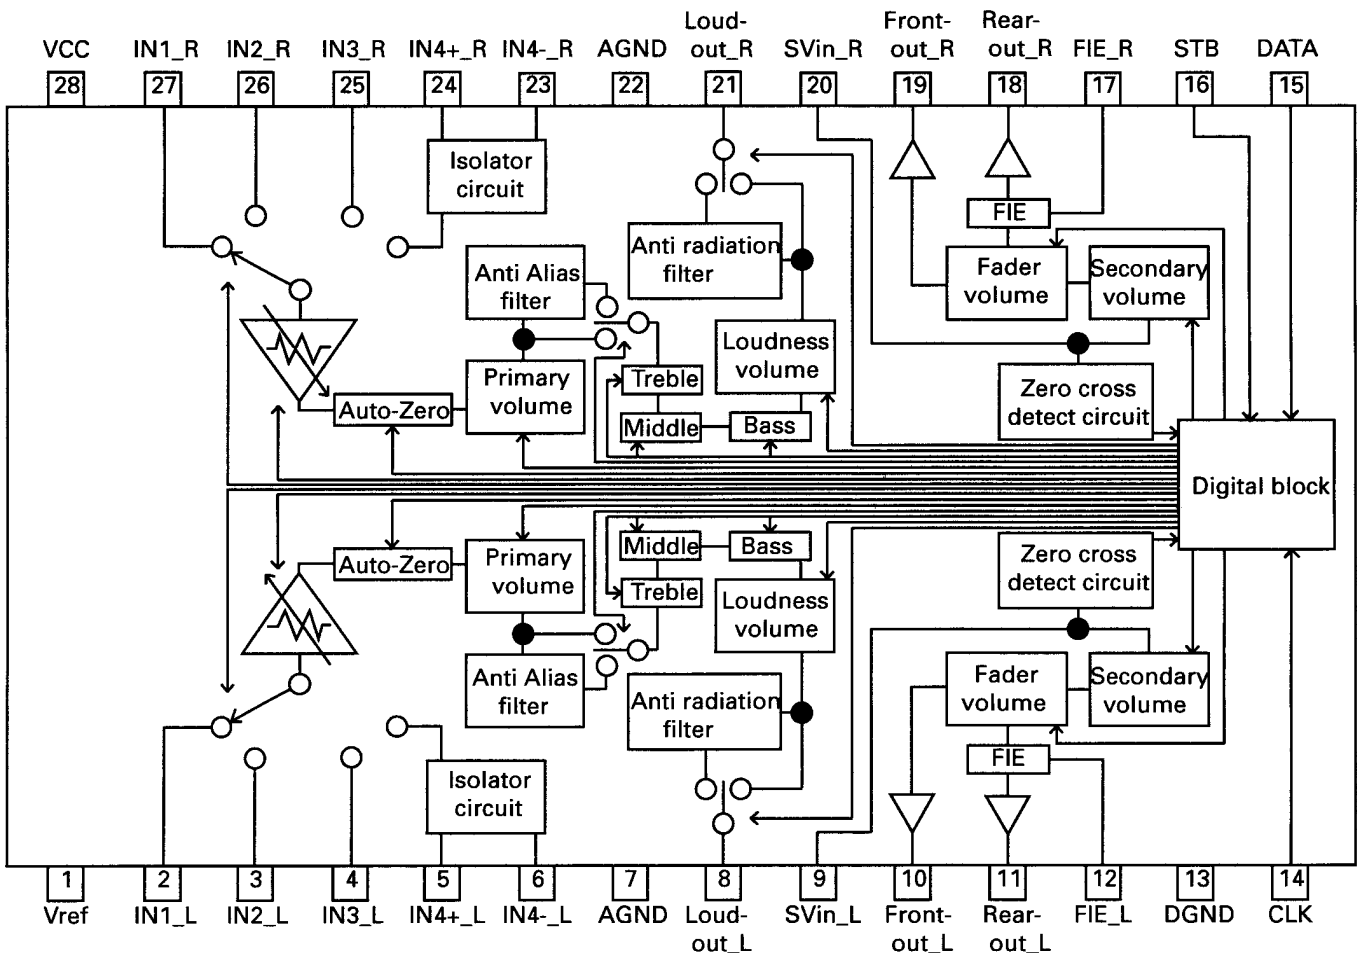 Loud-
Front-
Rear-
VCC IN1_R IN2_R IN3_R IN4+_R IN4-_R AGND out_R SVin_R out_R out_R FIE_R STB DATA
28 27 26 25 24 23 22 21 20 19 18 17 16 15
Isolator
circuit
FIE
Anti radiation
filter
Anti Alias
filter
Fader
volume
Secondary
volume
Loudness
volume
Primary
volume
Treble
Zero cross
detect circuit
Auto-Zero
Middle
Bass
Digital block
Middle
Bass
Auto-Zero
Primary
volume
Zero cross
detect circuit
Treble
Loudness
volume
Anti Alias
filter
Anti radiation
filter
Fader
volume
Secondary
volume
FIE
Isolator
circuit
1 2 3 4 5 6 7 8 9 10 11 12 13 14
Vref IN1_L IN2_L IN3_L IN4+_L IN4-_L AGND Loud- SVin_L Front- Rear- FIE_L DGND CLK
out_L out_L out_L